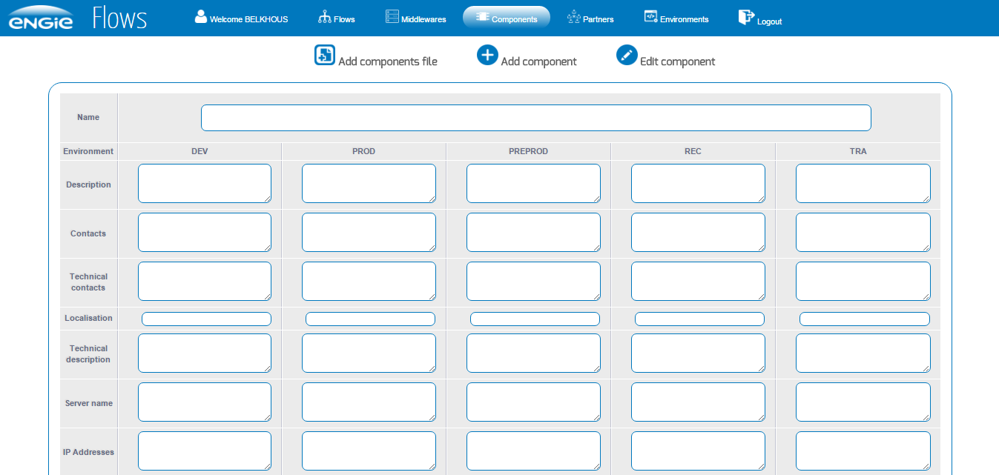 ENGIE Flows Welcome BELKHOUS Flows Middlewares Components Partners Environments Logout
Add components file Add component Edit component
Name
Environment DEV PROD PREPROD REC TRA
Description
Contacts
Technical
contacts
Localisation
Technical
description
Server name
IP Addresses